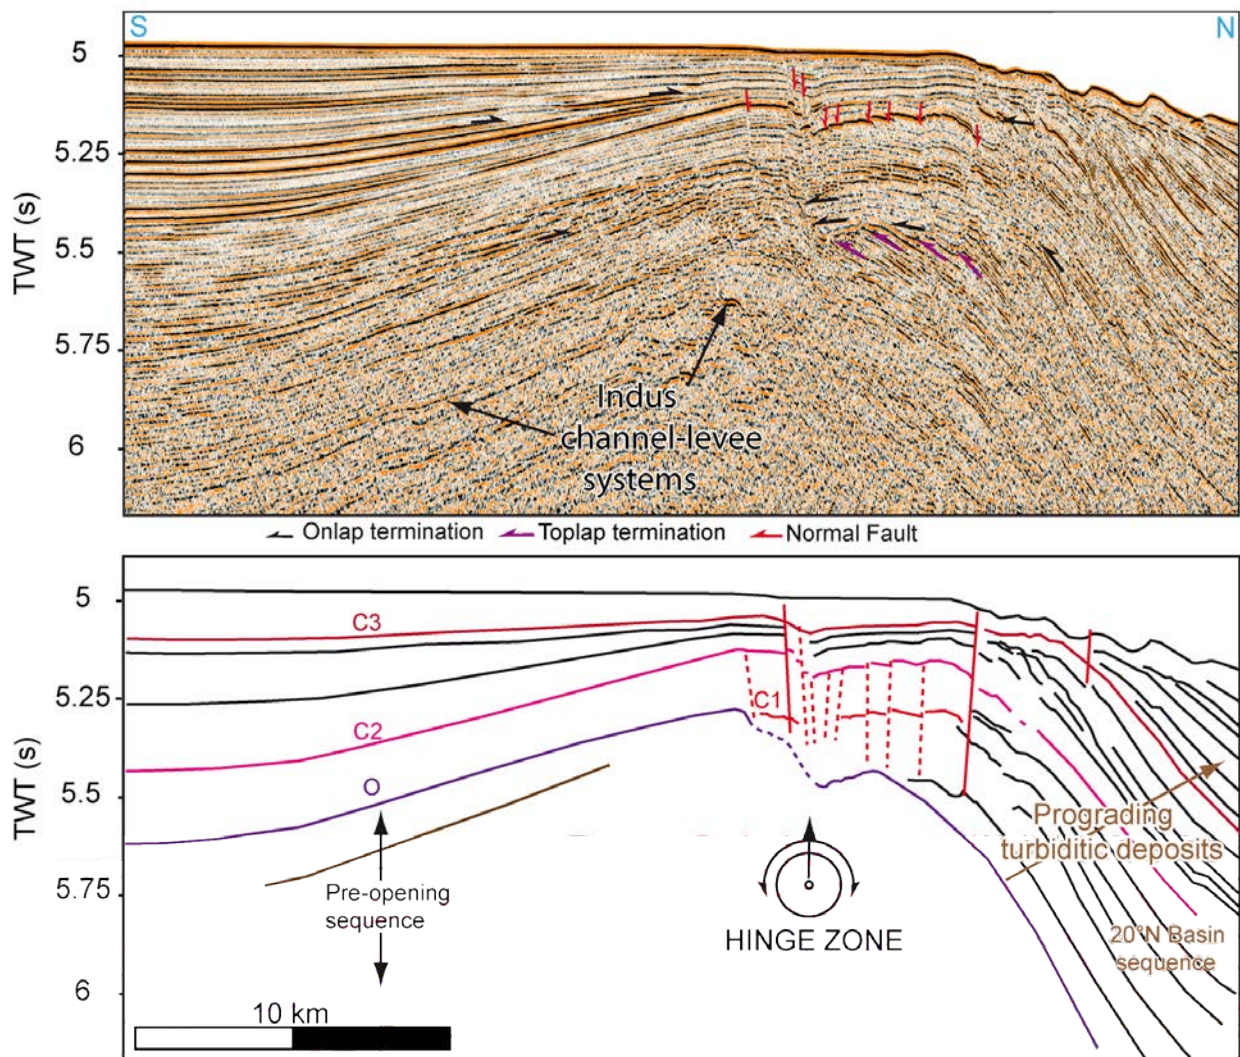 S
N
5
5.25
5.5
5.75
6
TWT (s)
Indus
channel-levee
systems
Onlap termination
Toplap termination
Normal Fault
5
5.25
5.5
5.75
6
TWT (s)
C3
C2
C1
O
Pre-opening
sequence
HINGE ZONE
Prograding
turbiditic deposits
20°N Basin
sequence
10 km